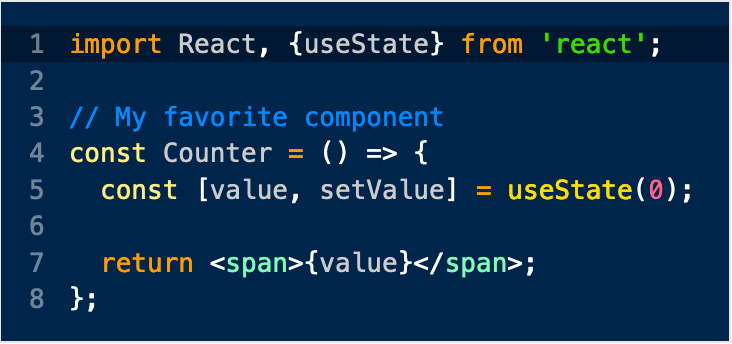 1 import React, {useState} from 'react';
2
3 // My favorite component
4 const Counter = () => {
5   const [value, setValue] = useState(0);
6
7   return <span>{value}</span>;
8 };